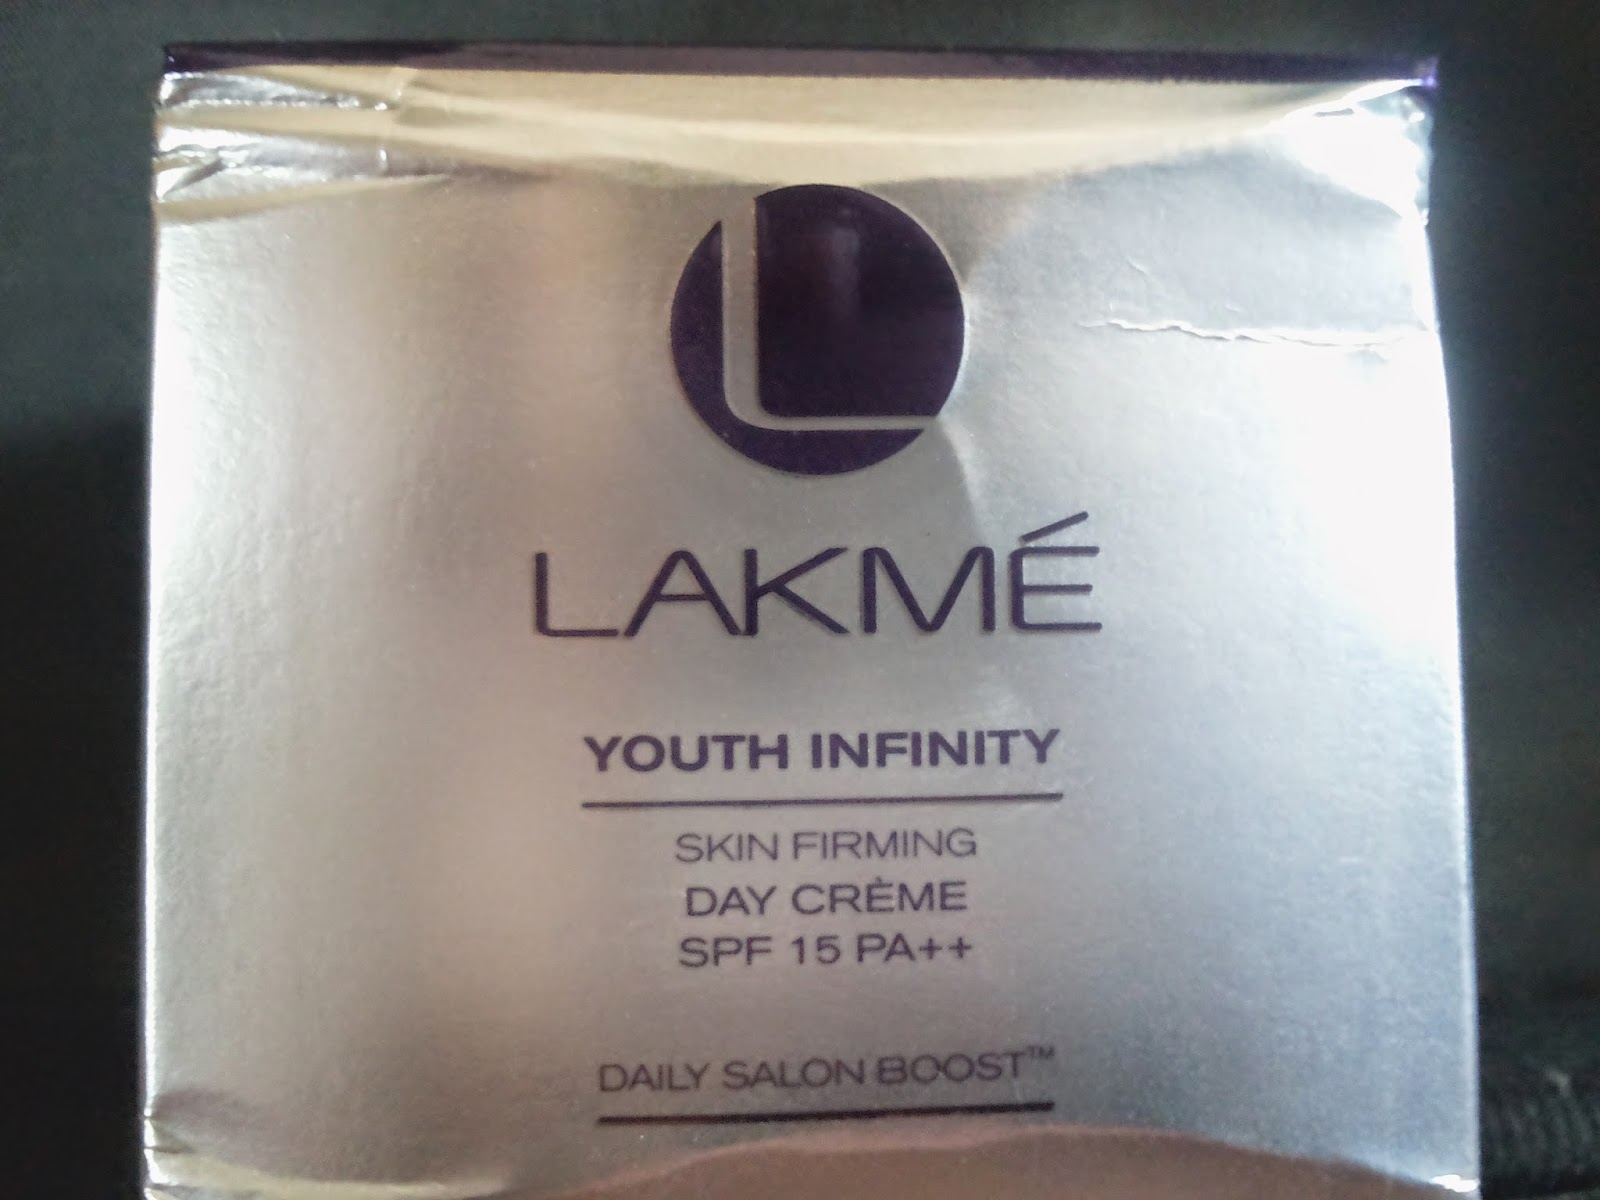 LAKMÉ
YOUTH INFINITY
SKIN FIRMING
DAY CRÈME
SPF 15 PA++
DAILY SALON BOOST™